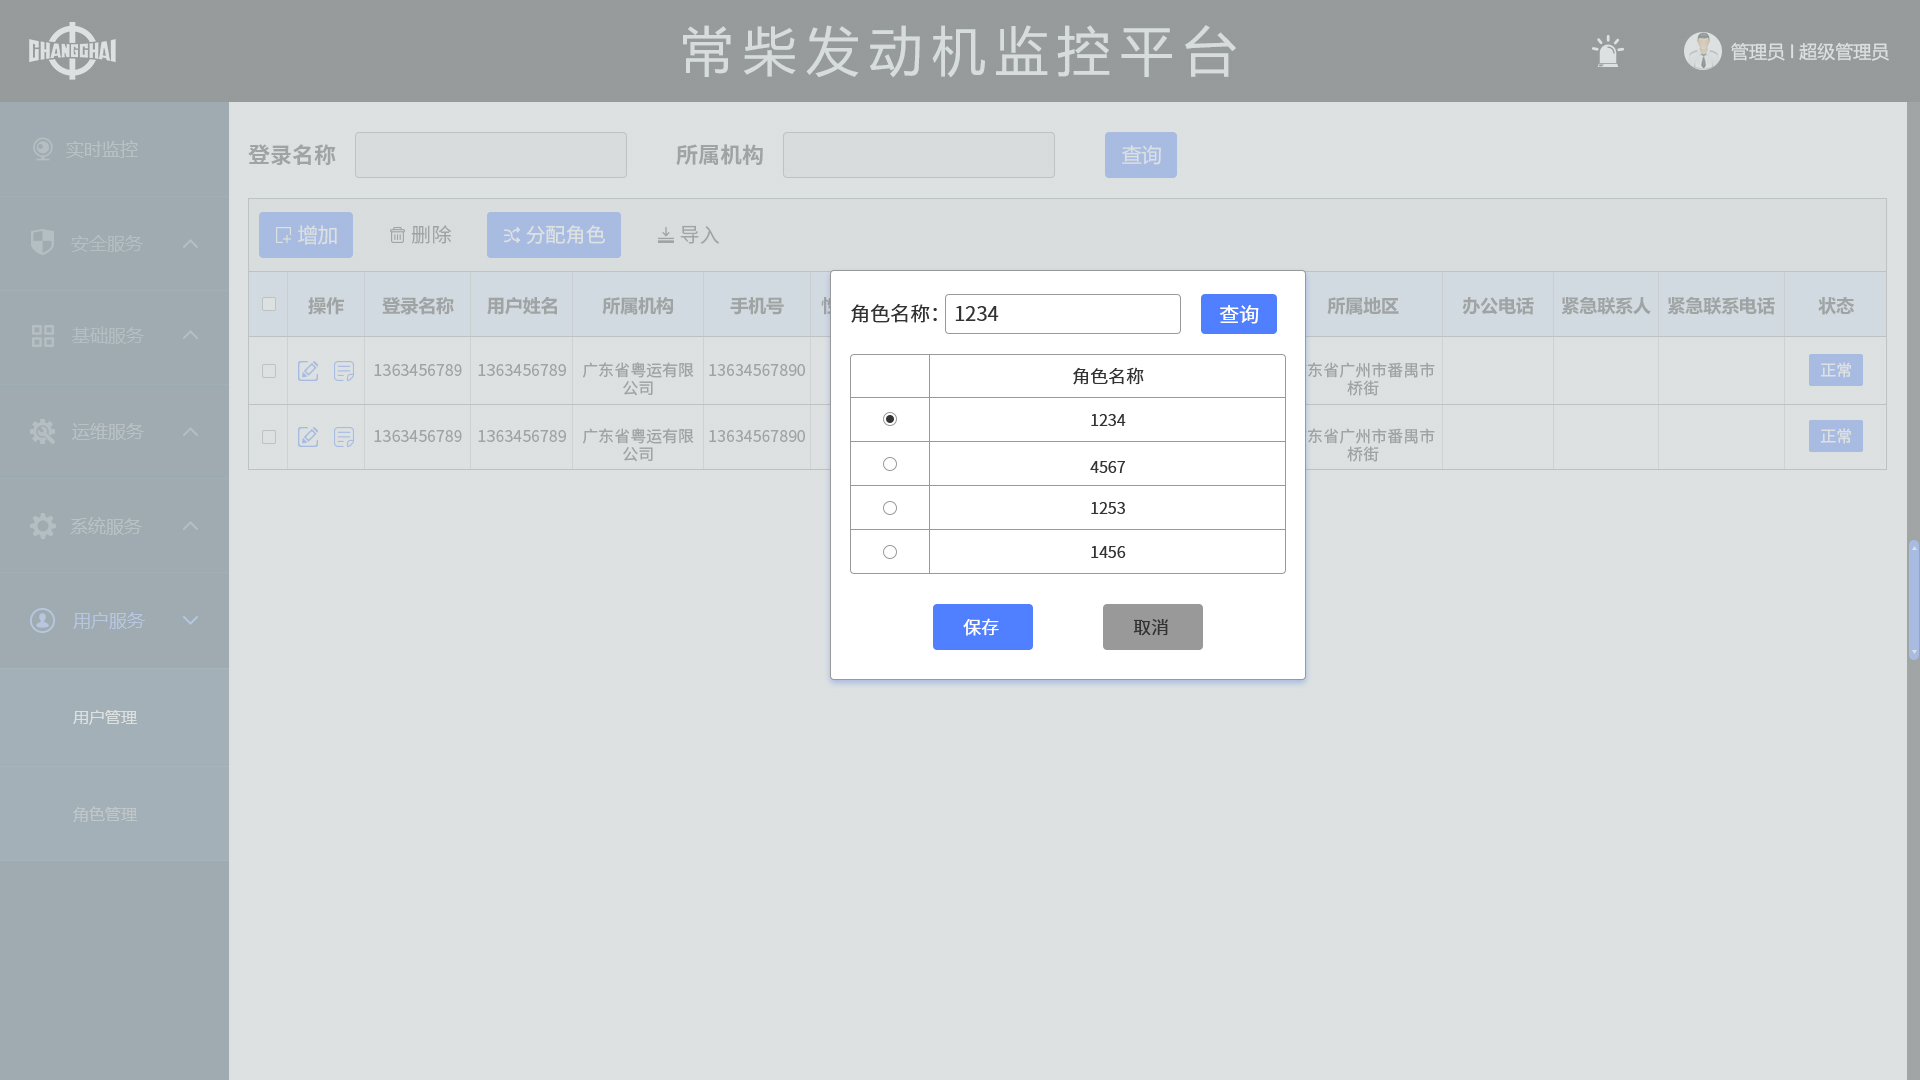 CHANGCHAI
常柴发动机监控平台
管理员 | 超级管理员
实时监控
安全服务
基础服务
运维服务
系统服务
用户服务
用户管理
角色管理
登录名称
所属机构
查询
增加
删除
分配角色
导入
操作 登录名称 用户姓名 所属机构 手机号 所属地区 办公电话 紧急联系人 紧急联系电话 状态
1363456789 1363456789 广东省粤运有限 13634567890 东省广州市番禺市 正常
公司 桥街
1363456789 1363456789 广东省粤运有限 13634567890 东省广州市番禺市 正常
公司 桥街
角色名称: 1234 查询
角色名称
1234
4567
1253
1456
保存 取消